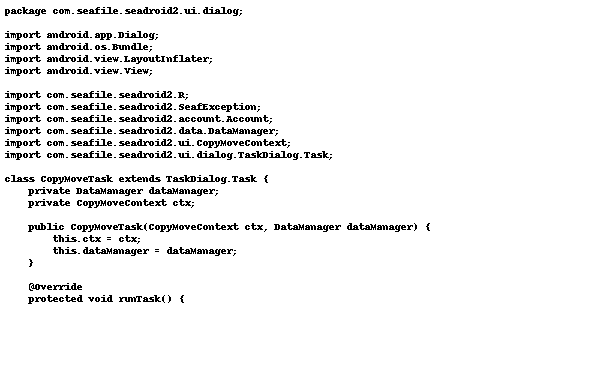 package com.seafile.seadroid2.ui.dialog;

import android.app.Dialog;
import android.os.Bundle;
import android.view.LayoutInflater;
import android.view.View;

import com.seafile.seadroid2.R;
import com.seafile.seadroid2.SeafException;
import com.seafile.seadroid2.account.Account;
import com.seafile.seadroid2.data.DataManager;
import com.seafile.seadroid2.ui.CopyMoveContext;
import com.seafile.seadroid2.ui.dialog.TaskDialog.Task;

class CopyMoveTask extends TaskDialog.Task {
    private DataManager dataManager;
    private CopyMoveContext ctx;

    public CopyMoveTask(CopyMoveContext ctx, DataManager dataManager) {
        this.ctx = ctx;
        this.dataManager = dataManager;
    }

    @Override
    protected void runTask() {